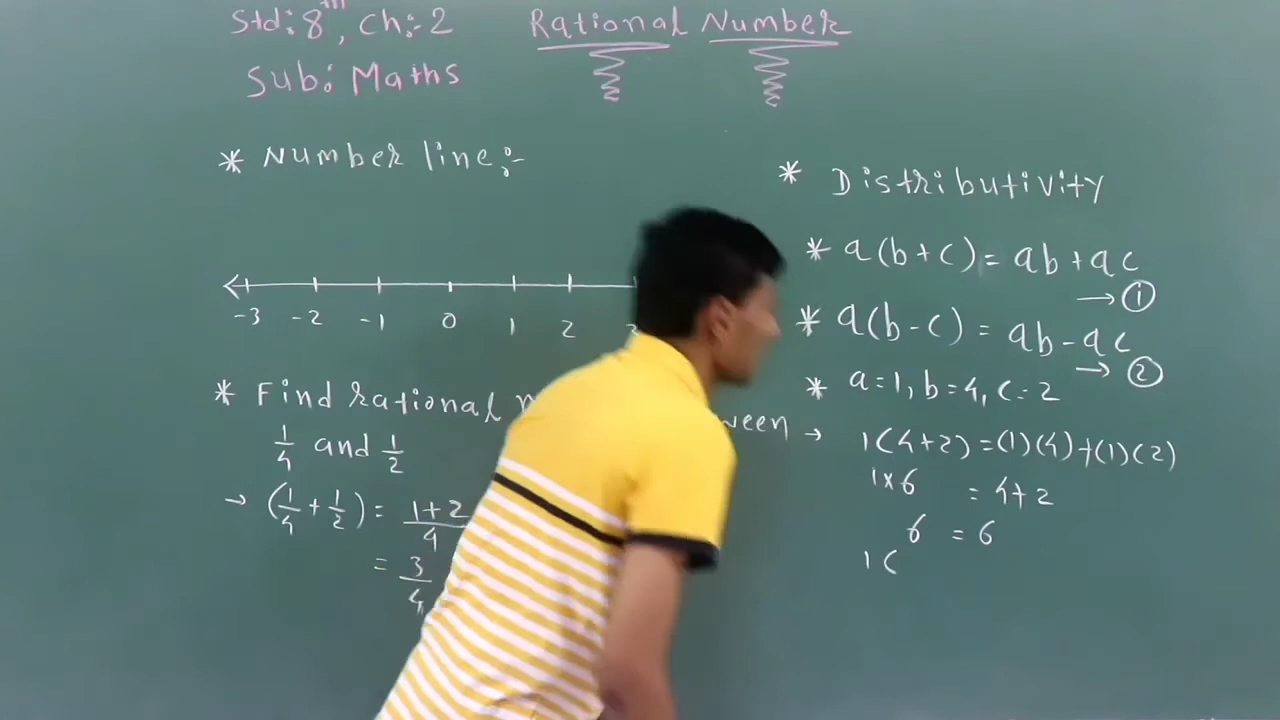 Std: 8th, Ch:- 2
Sub: Maths
Rational Number
* Number line:-
-3 -2 -1 0 1 2
* Find rational
1/4 and 1/2
→ (1/4 + 1/2) = 1+2/4
= 3/4
* Distributivity
* a(b+c) = ab+ac
→ ①
* a(b-c) = ab-ac
→ ②
* a=1, b=4, c=2
→ 1(4+2) = (1)(4)+(1)(2)
1×6 = 4+2
6 = 6
1(